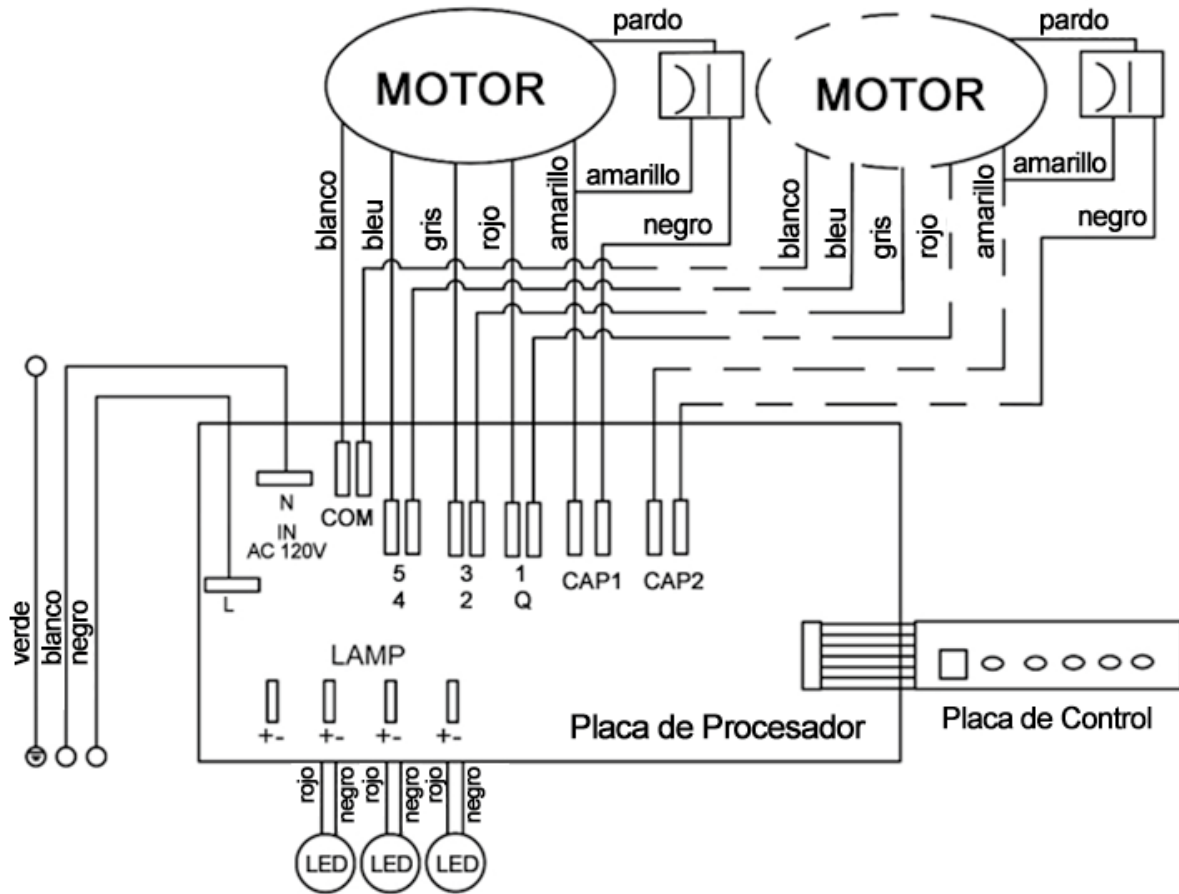 pardo
pardo
MOTOR
MOTOR
blanco
bleu
gris
rojo
amarillo
amarillo
negro
blanco
bleu
gris
rojo
amarillo
amarillo
negro
N
IN
AC 120V
L
COM
5
4
3
2
1
Q
CAP1
CAP2
verde
blanco
negro
LAMP
+-
+-
+-
+-
Placa de Procesador
Placa de Control
rojo
negro
rojo
negro
rojo
negro
LED
LED
LED